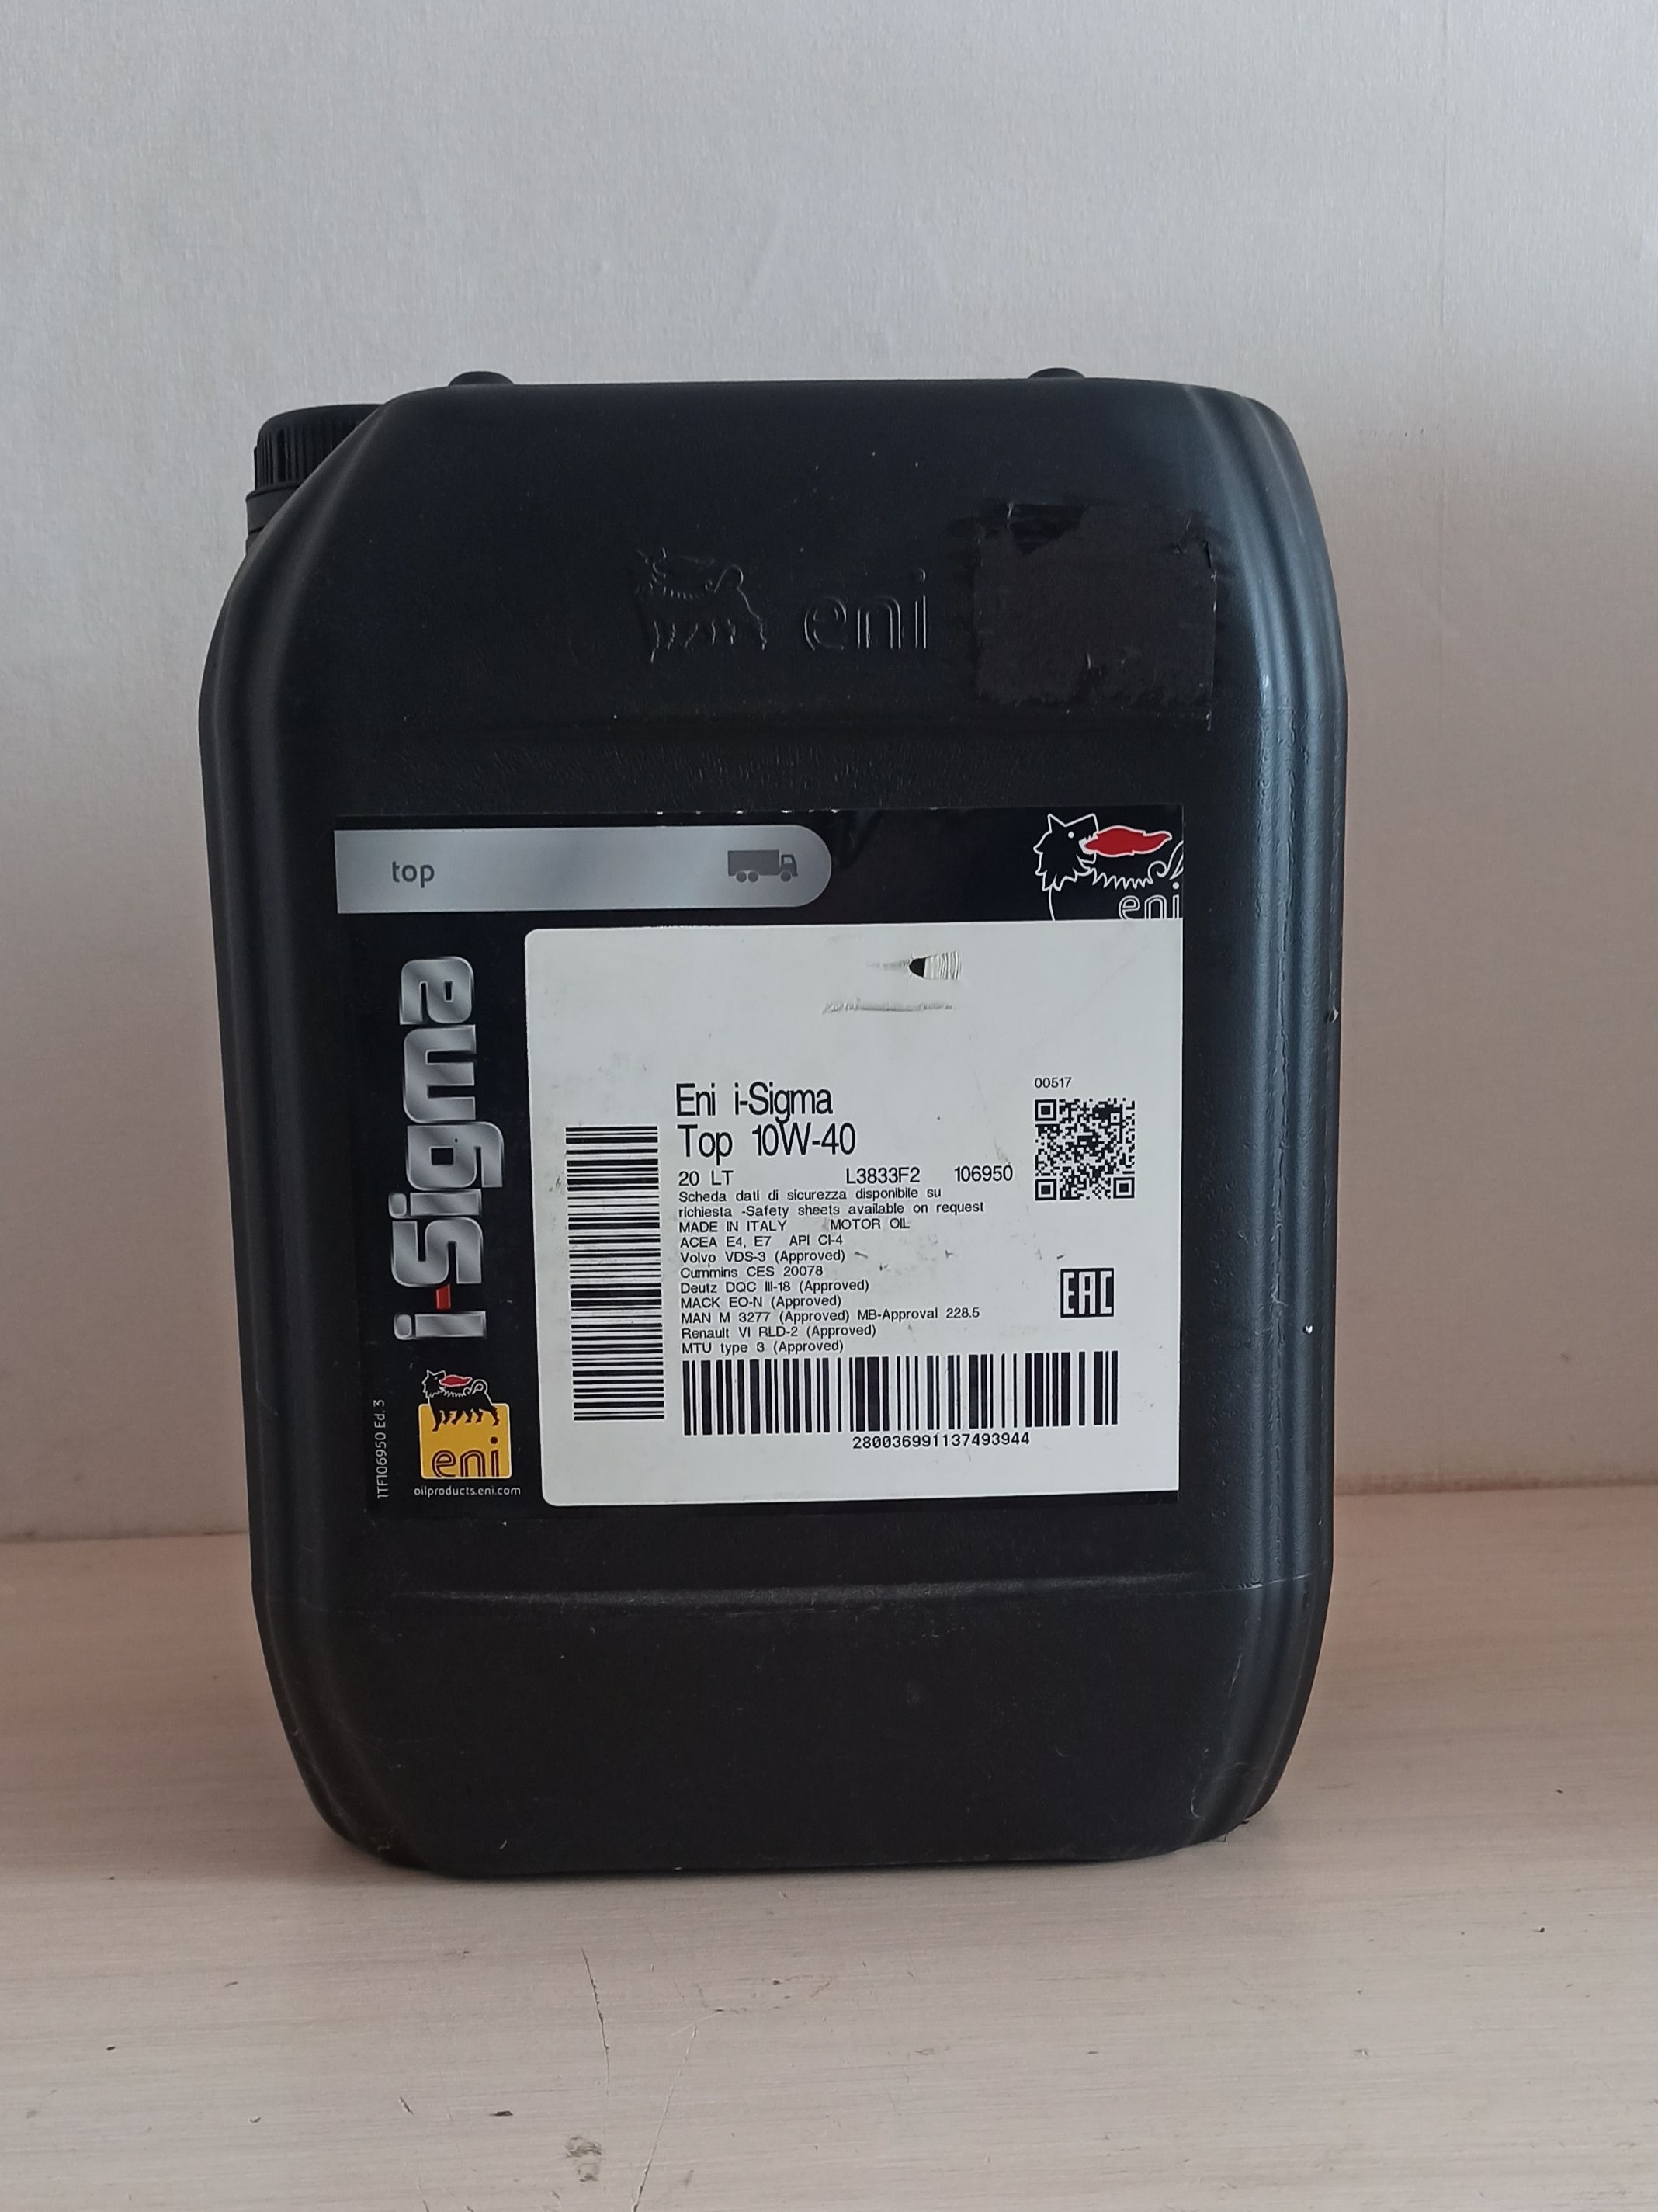 eni
top
eni
i-Sigma
00517
Eni i-Sigma
Top 10W-40
20 LT L3833F2 106950
Scheda dati di sicurezza disponibile su
richiesta -Safety sheets available on request
MADE IN ITALY MOTOR OIL
ACEA E4, E7 API CI-4
Volvo VDS-3 (Approved)
Cummins CES 20078
Deutz DQC III-18 (Approved)
MACK EO-N (Approved)
MAN M 3277 (Approved) MB-Approval 228.5
Renault VI RLD-2 (Approved)
MTU type 3 (Approved)
EAC
280036991137493944
1TF106950 Ed. 3
eni
oilproducts.eni.com